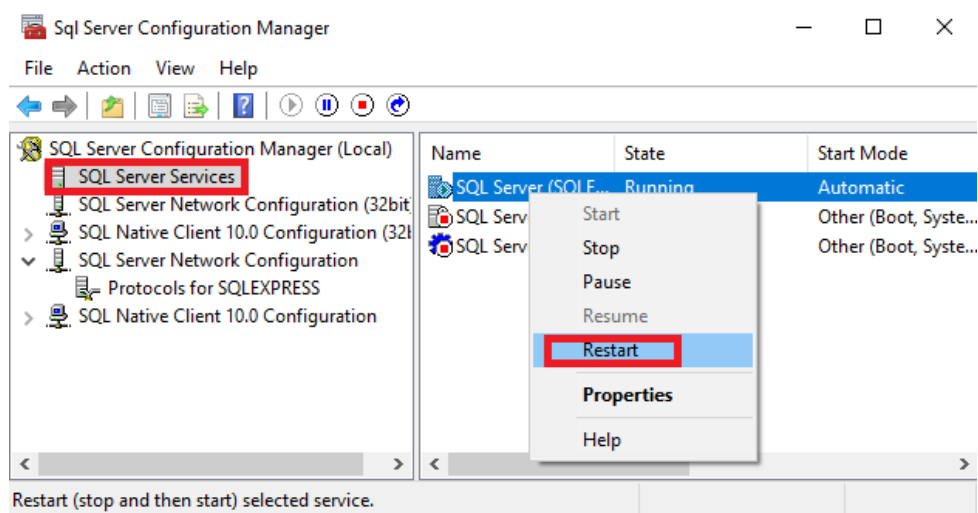 Sql Server Configuration Manager
File Action View Help
SQL Server Configuration Manager (Local)
SQL Server Services
SQL Server Network Configuration (32bit
SQL Native Client 10.0 Configuration (32b
SQL Server Network Configuration
Protocols for SQLEXPRESS
SQL Native Client 10.0 Configuration
Name State Start Mode
SQL Server (SQLE... Running Automatic
SQL Serv Other (Boot, Syste...
SQL Serv Other (Boot, Syste...
Start
Stop
Pause
Resume
Restart
Properties
Help
Restart (stop and then start) selected service.